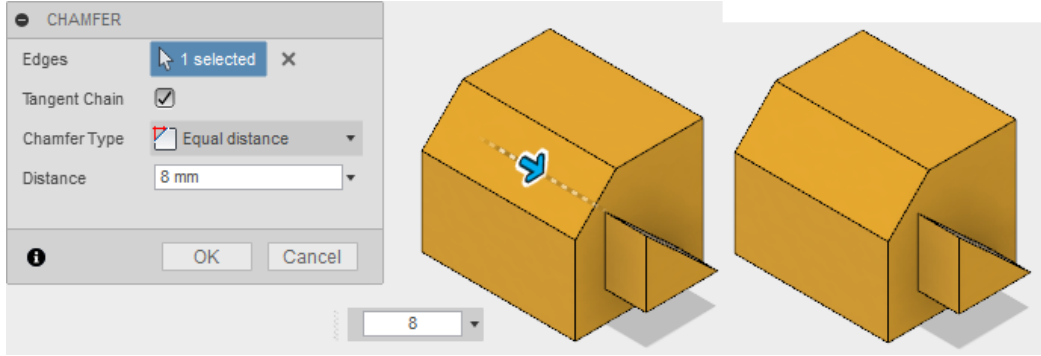 CHAMFER
Edges 1 selected
Tangent Chain
Chamfer Type Equal distance
Distance 8 mm
OK Cancel
8